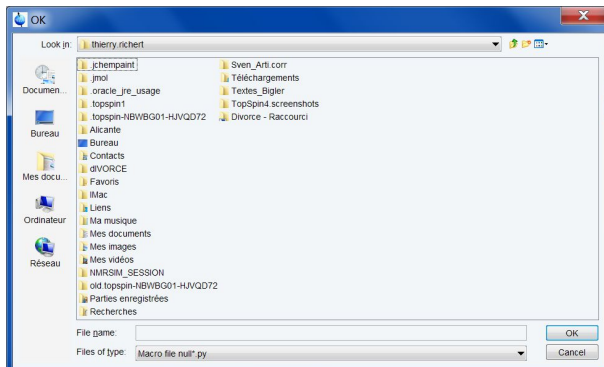 OK
Look in: thierry.richert
.jchempaint
.jmol
.oracle_jre_usage
.topspin1
.topspin-NBWBG01-HJVQD72
Alicante
Bureau
Contacts
dIVORCE
Favoris
IMac
Liens
Ma musique
Mes documents
Mes images
Mes vidéos
NMRSIM_SESSION
old.topspin-NBWBG01-HJVQD72
Parties enregistrées
Recherches
Sven_Arti.corr
Téléchargements
Textes_Bigler
TopSpin4.screenshots
Divorce - Raccourci
Documen...
Bureau
Mes docu...
Ordinateur
Réseau
File name:
OK
Files of type: Macro file null*.py
Cancel